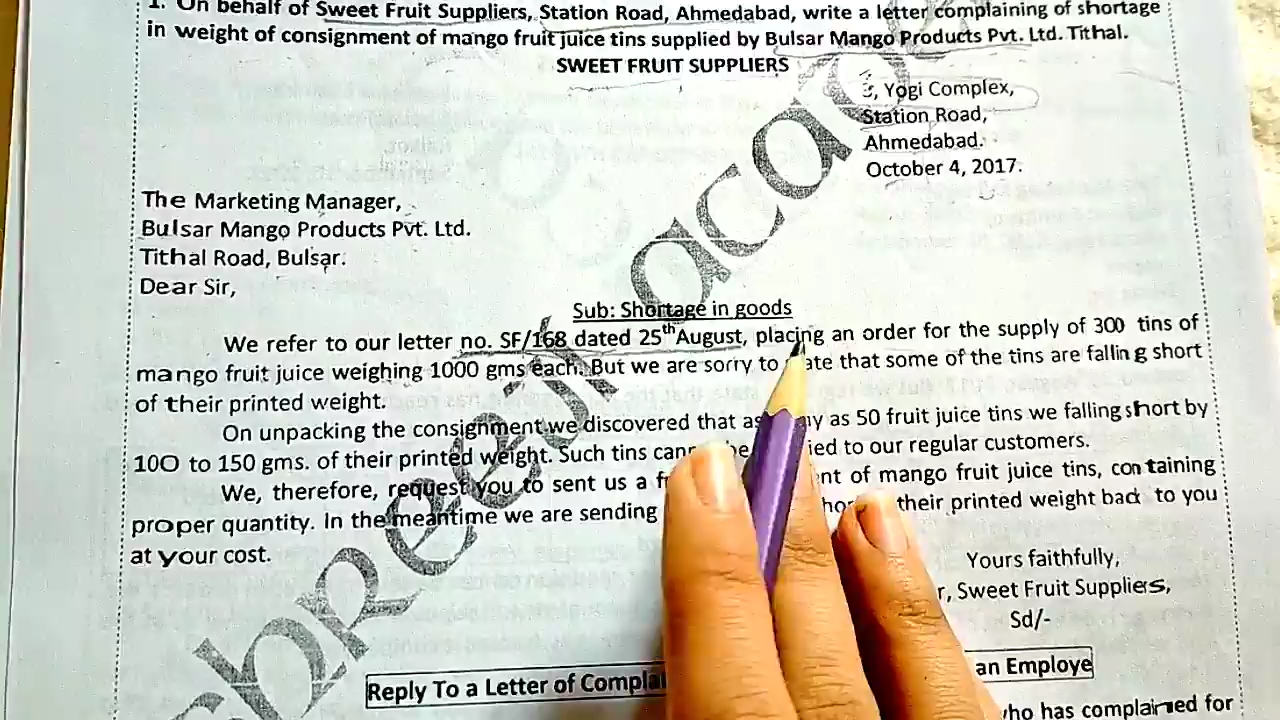 1. On behalf of Sweet Fruit Suppliers, Station Road, Ahmedabad, write a letter complaining of shortage
in weight of consignment of mango fruit juice tins supplied by Bulsar Mango Products Pvt. Ltd. Tithal.
SWEET FRUIT SUPPLIERS
3, Yogi Complex,
Station Road,
Ahmedabad.
October 4, 2017.
The Marketing Manager,
Bulsar Mango Products Pvt. Ltd.
Tithal Road, Bulsar.
Dear Sir,
Sub: Shortage in goods
We refer to our letter no. SF/168 dated 25th August, placing an order for the supply of 300 tins of
mango fruit juice weighing 1000 gms each. But we are sorry to ate that some of the tins are falling short
of their printed weight.
On unpacking the consignment we discovered that as y as 50 fruit juice tins we falling short by
100 to 150 gms. of their printed weight. Such tins be ied to our regular customers.
We, therefore, request you to sent us a nt of mango fruit juice tins, containing
proper quantity. In the meantime we are sending their printed weight back to you
at your cost.
Yours faithfully,
r, Sweet Fruit Suppliers,
Sd/-
Reply To a Letter of an Employe
who has complained for